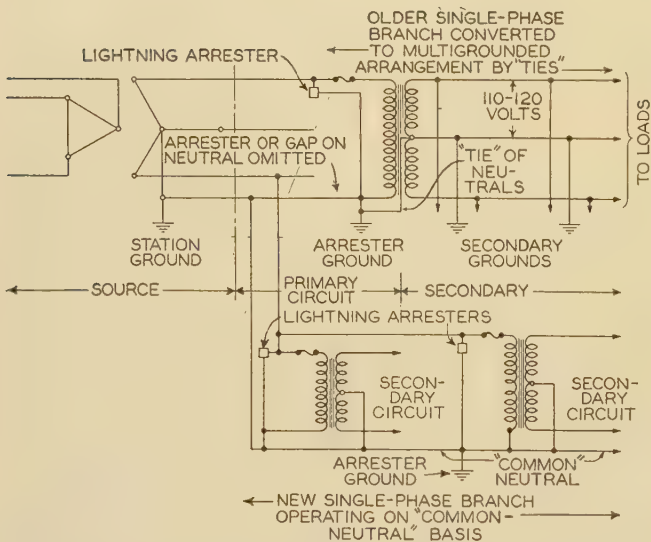 OLDER SINGLE-PHASE
BRANCH CONVERTED
TO MULTIGROUNDED
ARRANGEMENT BY "TIES"
LIGHTNING ARRESTER
110-120
VOLTS
ARRESTER OR GAP ON
NEUTRAL OMITTED
"TIE" OF
NEU-
TRALS
TO LOADS
STATION
GROUND
ARRESTER
GROUND
SECONDARY
GROUNDS
SOURCE
PRIMARY
CIRCUIT
SECONDARY
LIGHTNING ARRESTERS
SECON-
DARY
CIRCUIT
SECON-
DARY
CIRCUIT
ARRESTER
GROUND
"COMMON"
NEUTRAL
NEW SINGLE-PHASE BRANCH
OPERATING ON "COMMON-
NEUTRAL" BASIS